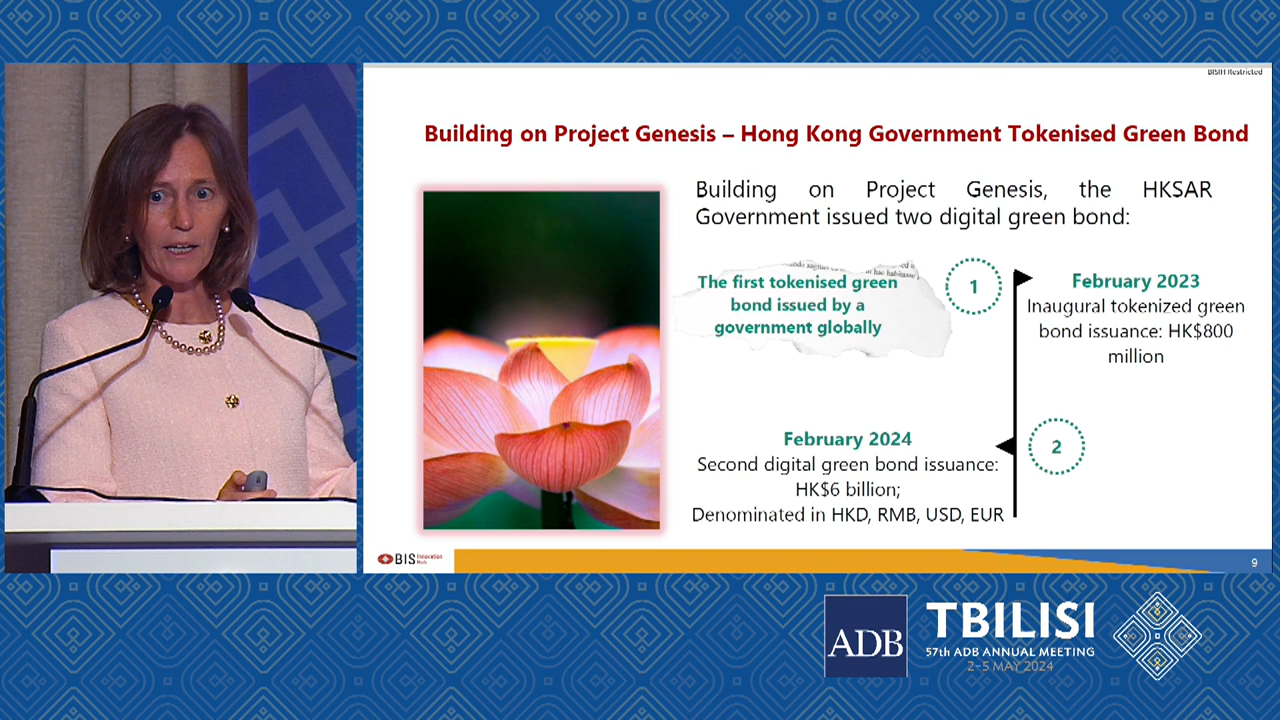 BISIH Restricted
Building on Project Genesis – Hong Kong Government Tokenised Green Bond
Building on Project Genesis, the HKSAR
Government issued two digital green bond:
The first tokenised green
bond issued by a
government globally
1
February 2023
Inaugural tokenized green
bond issuance: HK$800
million
2
February 2024
Second digital green bond issuance:
HK$6 billion;
Denominated in HKD, RMB, USD, EUR
BIS Innovation
Hub
9
ADB
TBILISI
57th ADB ANNUAL MEETING
2–5 MAY 2024